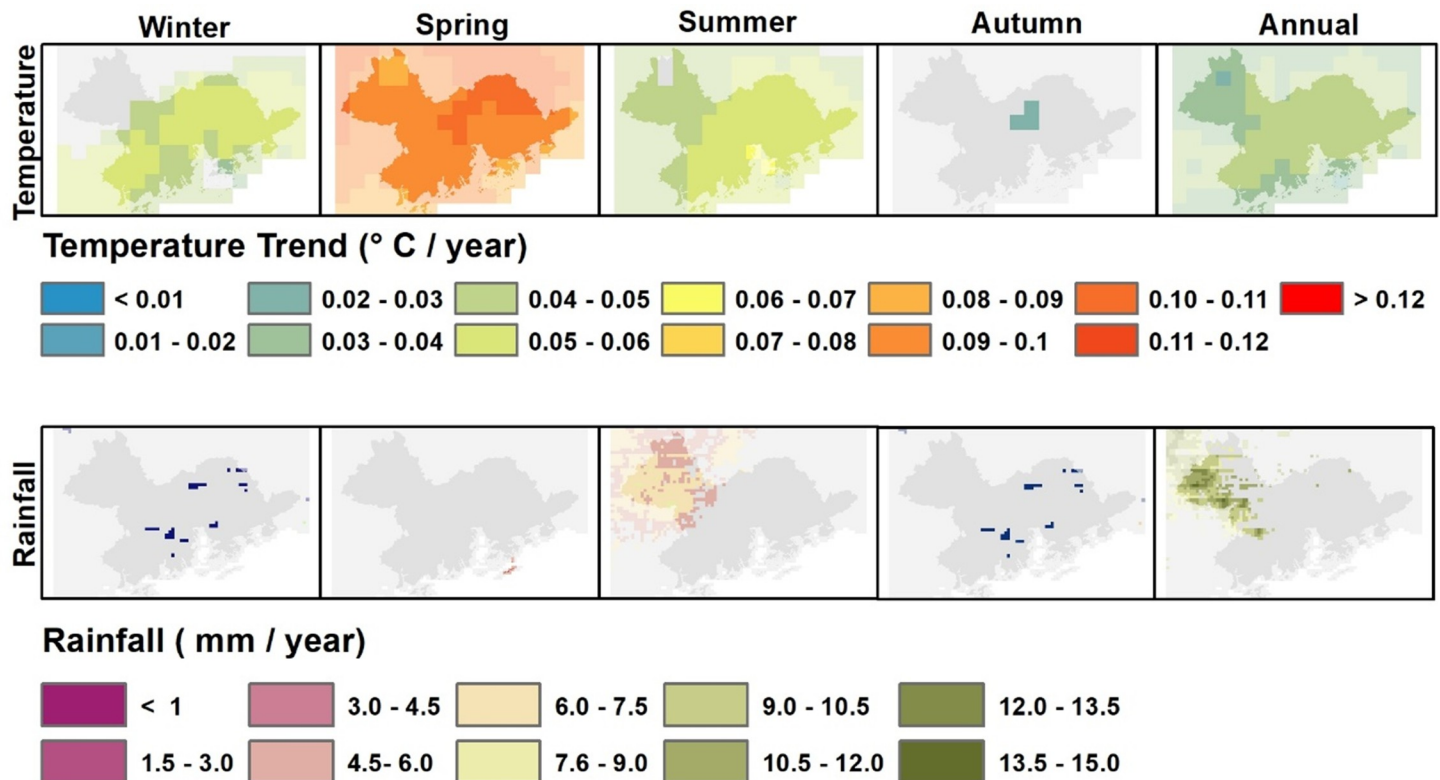 Winter Spring Summer Autumn Annual
Temperature
Temperature Trend (° C / year)
< 0.01 0.02 - 0.03 0.04 - 0.05 0.06 - 0.07 0.08 - 0.09 0.10 - 0.11 > 0.12
0.01 - 0.02 0.03 - 0.04 0.05 - 0.06 0.07 - 0.08 0.09 - 0.1 0.11 - 0.12
Rainfall
Rainfall ( mm / year)
< 1 3.0 - 4.5 6.0 - 7.5 9.0 - 10.5 12.0 - 13.5
1.5 - 3.0 4.5- 6.0 7.6 - 9.0 10.5 - 12.0 13.5 - 15.0